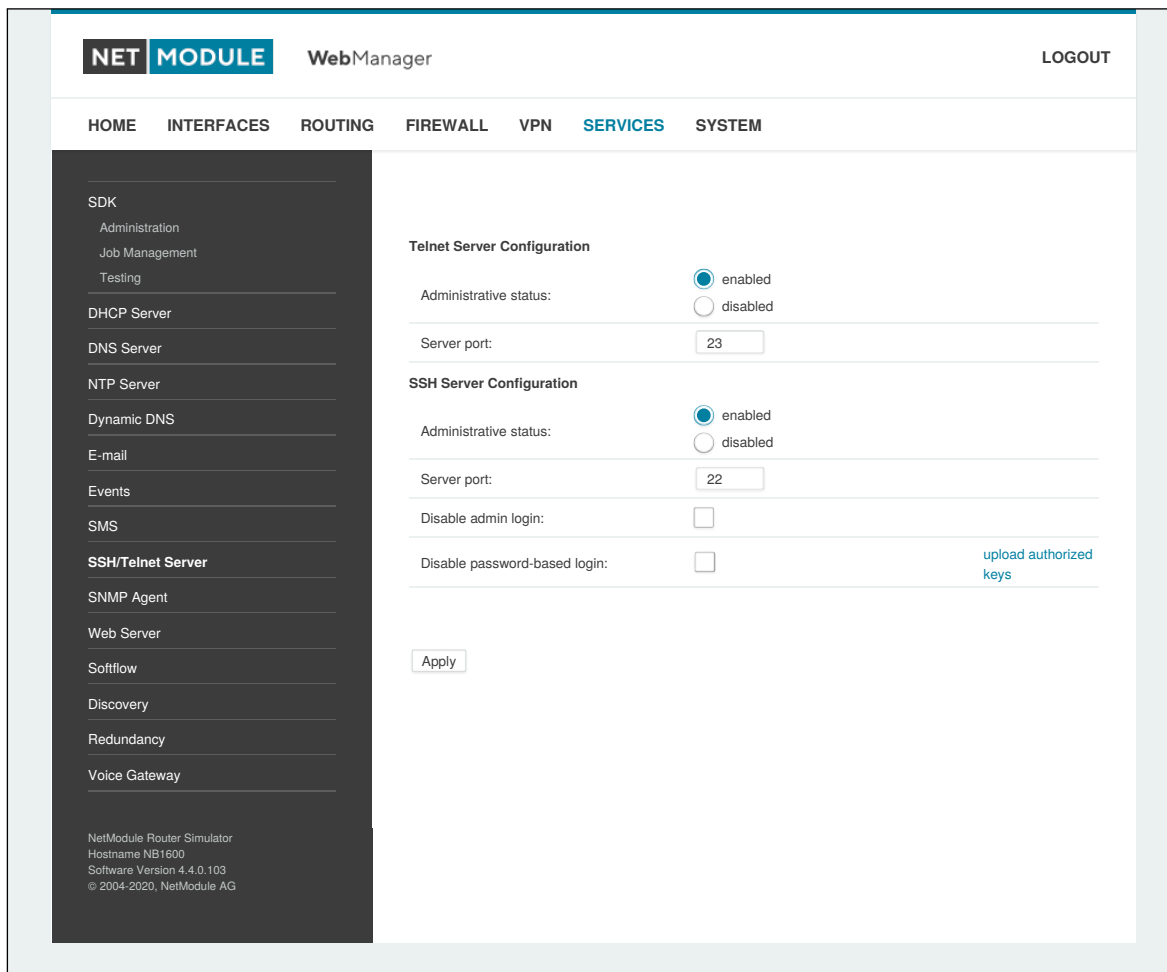 NET MODULE WebManager LOGOUT
HOME INTERFACES ROUTING FIREWALL VPN SERVICES SYSTEM
SDK
Administration
Job Management
Testing
DHCP Server
DNS Server
NTP Server
Dynamic DNS
E-mail
Events
SMS
SSH/Telnet Server
SNMP Agent
Web Server
Softflow
Discovery
Redundancy
Voice Gateway
NetModule Router Simulator
Hostname NB1600
Software Version 4.4.0.103
© 2004-2020, NetModule AG
Telnet Server Configuration
Administrative status:
enabled
disabled
Server port: 23
SSH Server Configuration
Administrative status:
enabled
disabled
Server port: 22
Disable admin login:
Disable password-based login:
upload authorized
keys
Apply